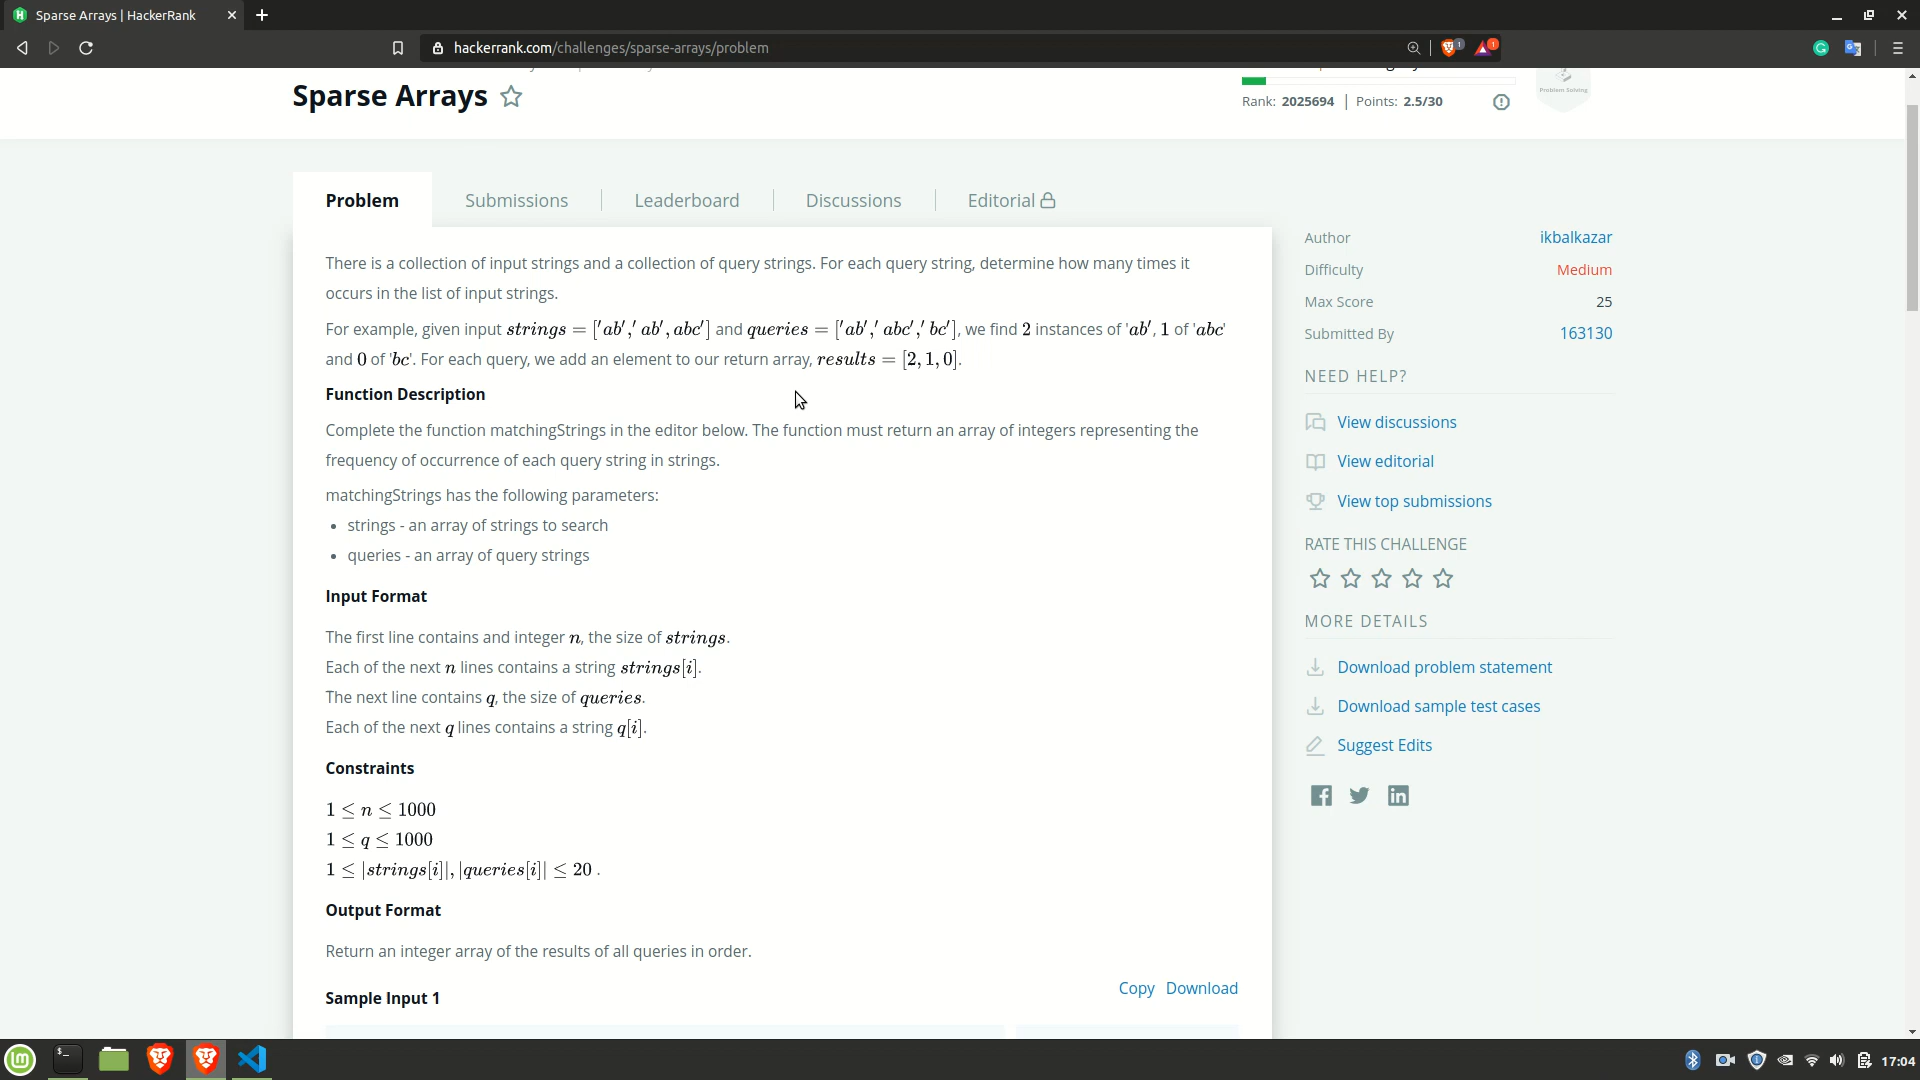 Sparse Arrays | HackerRank
hackerrank.com/challenges/sparse-arrays/problem
1
1
Sparse Arrays
Rank: 2025694 | Points: 2.5/30
Problem Solving
Problem
Submissions
Leaderboard
Discussions
Editorial
There is a collection of input strings and a collection of query strings. For each query string, determine how many times it
occurs in the list of input strings.
For example, given input strings = ['ab',' ab', abc'] and queries = ['ab',' abc',' bc'], we find 2 instances of 'ab', 1 of 'abc'
and 0 of 'bc'. For each query, we add an element to our return array, results = [2, 1, 0].
Function Description
Complete the function matchingStrings in the editor below. The function must return an array of integers representing the
frequency of occurrence of each query string in strings.
matchingStrings has the following parameters:
• strings - an array of strings to search
• queries - an array of query strings
Input Format
The first line contains and integer n, the size of strings.
Each of the next n lines contains a string strings[i].
The next line contains q, the size of queries.
Each of the next q lines contains a string q[i].
Constraints
1 ≤ n ≤ 1000
1 ≤ q ≤ 1000
1 ≤ |strings[i]|, |queries[i]| ≤ 20 .
Output Format
Return an integer array of the results of all queries in order.
Sample Input 1
Copy Download
Author ikbalkazar
Difficulty Medium
Max Score 25
Submitted By 163130
NEED HELP?
View discussions
View editorial
View top submissions
RATE THIS CHALLENGE
MORE DETAILS
Download problem statement
Download sample test cases
Suggest Edits
17:04